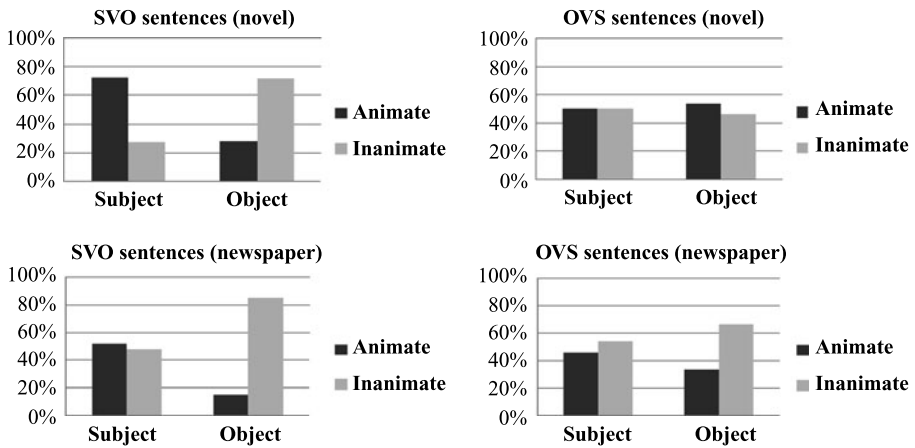 SVO sentences (novel)
100%
80%
60%
40%
20%
0%
Subject
Object
Animate
Inanimate
OVS sentences (novel)
100%
80%
60%
40%
20%
0%
Subject
Object
Animate
Inanimate
SVO sentences (newspaper)
100%
80%
60%
40%
20%
0%
Subject
Object
Animate
Inanimate
OVS sentences (newspaper)
100%
80%
60%
40%
20%
0%
Subject
Object
Animate
Inanimate